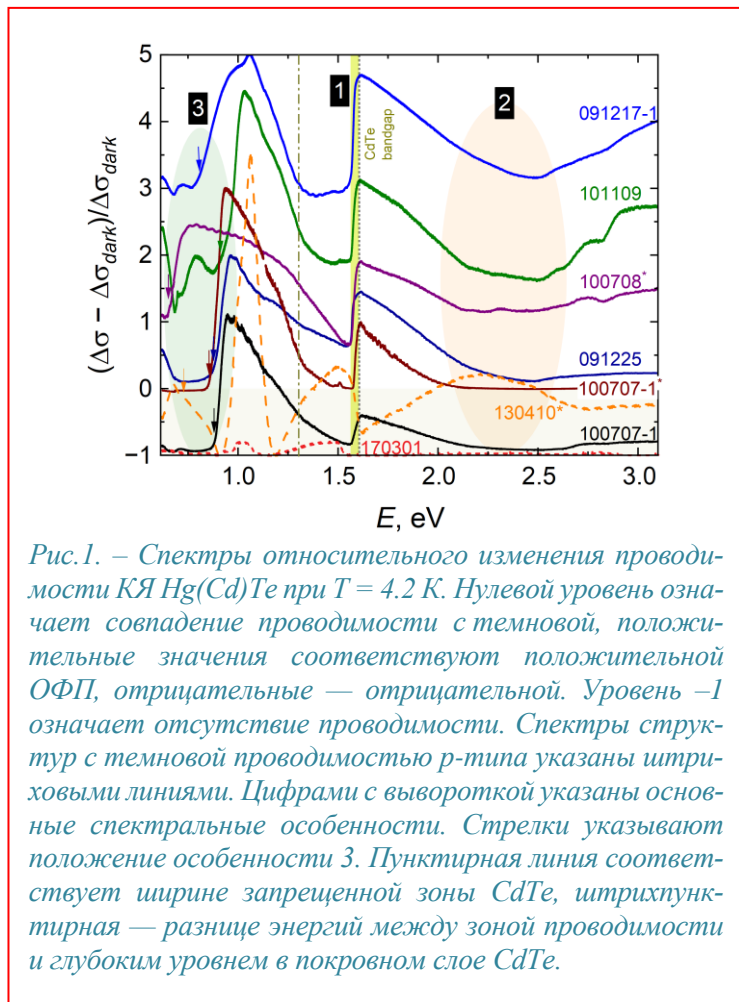 (Δσ − Δσdark)/Δσdark
5
4
3
2
1
0
−1
3
1
2
CdTe
bandgap
091217-1
101109
100708*
091225
100707-1*
130410*
100707-1
170301
1.0 1.5 2.0 2.5 3.0
E, eV
Рис.1. – Спектры относительного изменения проводи-
мости КЯ Hg(Cd)Te при T = 4.2 К. Нулевой уровень озна-
чает совпадение проводимости с темновой, положи-
тельные значения соответствуют положительной
ОФП, отрицательные — отрицательной. Уровень –1
означает отсутствие проводимости. Спектры струк-
тур с темновой проводимостью p-типа указаны штри-
ховыми линиями. Цифрами с вывороткой указаны основ-
ные спектральные особенности. Стрелки указывают
положение особенности 3. Пунктирная линия соответ-
ствует ширине запрещенной зоны CdTe, штрихпунк-
тирная — разнице энергий между зоной проводимости
и глубоким уровнем в покровном слое CdTe.